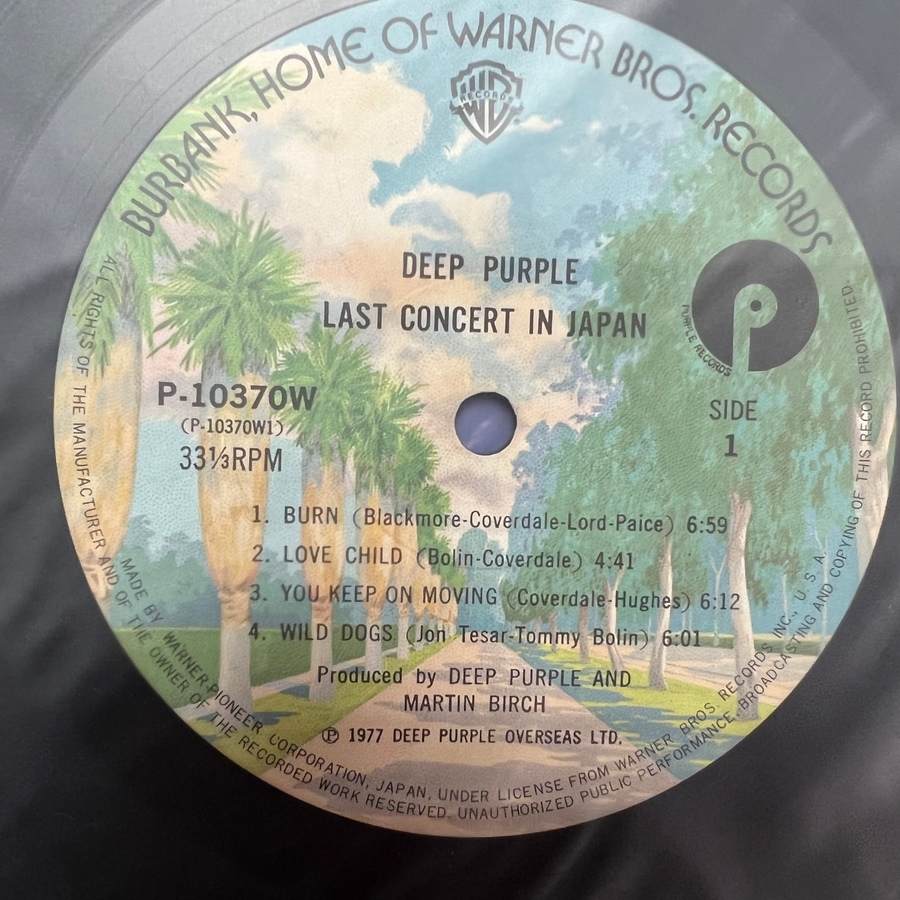 BURBANK, HOME OF WARNER BROS. RECORDS
RECORDS
DEEP PURPLE
LAST CONCERT IN JAPAN
PURPLE RECORDS
P-10370W
(P-10370W1)
33⅓RPM
SIDE
1
1. BURN (Blackmore-Coverdale-Lord-Paice) 6:59
2. LOVE CHILD (Bolin-Coverdale) 4:41
3. YOU KEEP ON MOVING (Coverdale-Hughes) 6:12
4. WILD DOGS (Jon Tesar-Tommy Bolin) 6:01
Produced by DEEP PURPLE AND
MARTIN BIRCH
Ⓟ 1977 DEEP PURPLE OVERSEAS LTD.
MADE BY WARNER-PIONEER CORPORATION, JAPAN, UNDER LICENSE FROM WARNER BROS. RECORDS INC., U.S.A.
ALL RIGHTS OF THE MANUFACTURER AND OF THE OWNER OF THE RECORDED WORK RESERVED. UNAUTHORIZED PUBLIC PERFORMANCE, BROADCASTING AND COPYING OF THIS RECORD PROHIBITED